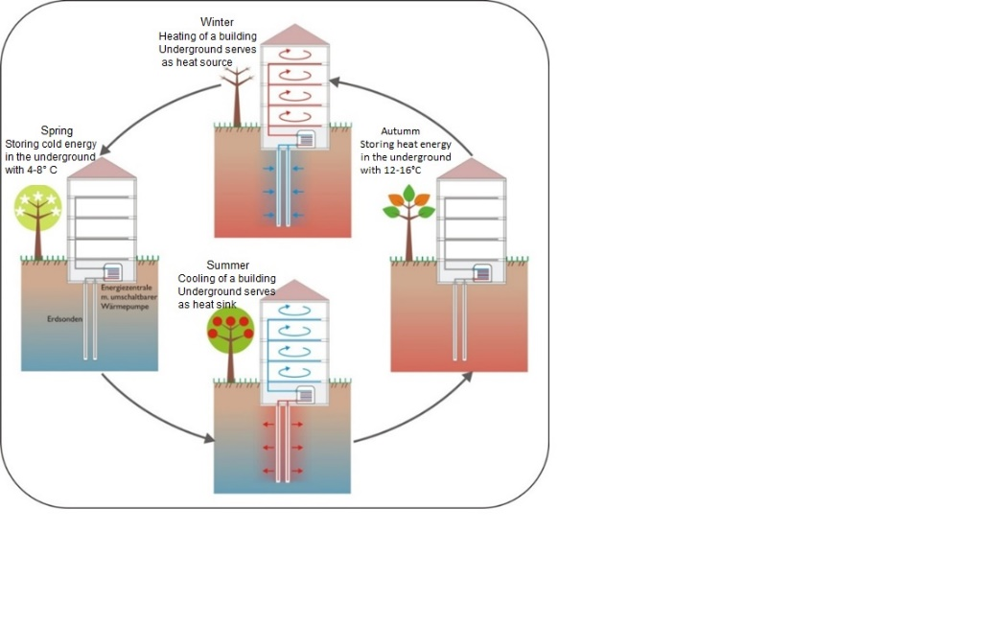 Winter
Heating of a building
Underground serves
as heat source
Spring
Storing cold energy
in the underground
with 4-8° C
Autumm
Storing heat energy
in the underground
with 12-16°C
Energiezentrale
m. umschaltbarer
Wärmepumpe
Erdsonden
Summer
Cooling of a building
Underground serves
as heat sink